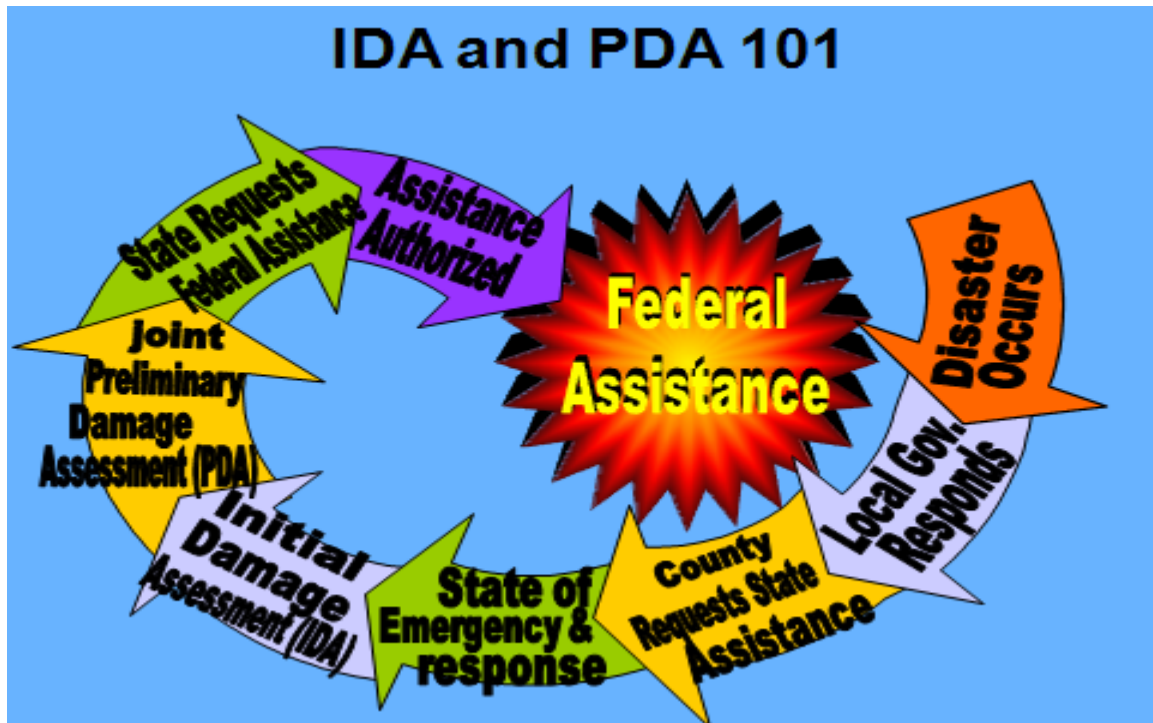 IDA and PDA 101
Disaster
Occurs
Local Gov.
Responds
County
Requests State
Assistance
State of
Emergency &
response
Initial
Damage
Assessment (IDA)
Joint
Preliminary
Damage
Assessment (PDA)
State Requests
Federal Assistance
Assistance
Authorized
Federal
Assistance